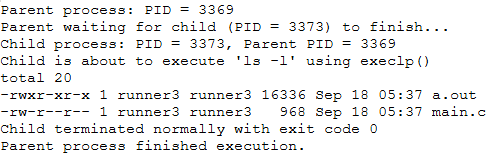 Parent process: PID = 3369
Parent waiting for child (PID = 3373) to finish...
Child process: PID = 3373, Parent PID = 3369
Child is about to execute 'ls -l' using execlp()
total 20
-rwxr-xr-x 1 runner3 runner3 16336 Sep 18 05:37 a.out
-rw-r--r-- 1 runner3 runner3   968 Sep 18 05:37 main.c
Child terminated normally with exit code 0
Parent process finished execution.